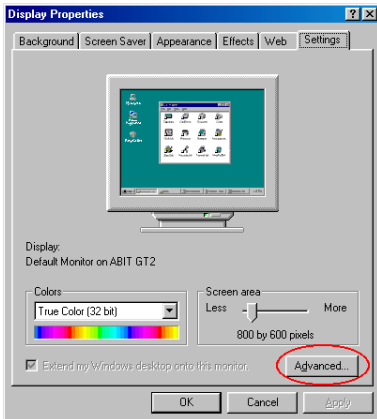 Display Properties
Background Screen Saver Appearance Effects Web Settings
Display:
Default Monitor on ABIT GT2
Colors
True Color (32 bit)
Screen area
Less More
800 by 600 pixels
Extend my Windows desktop onto this monitor.
Advanced...
OK Cancel Apply